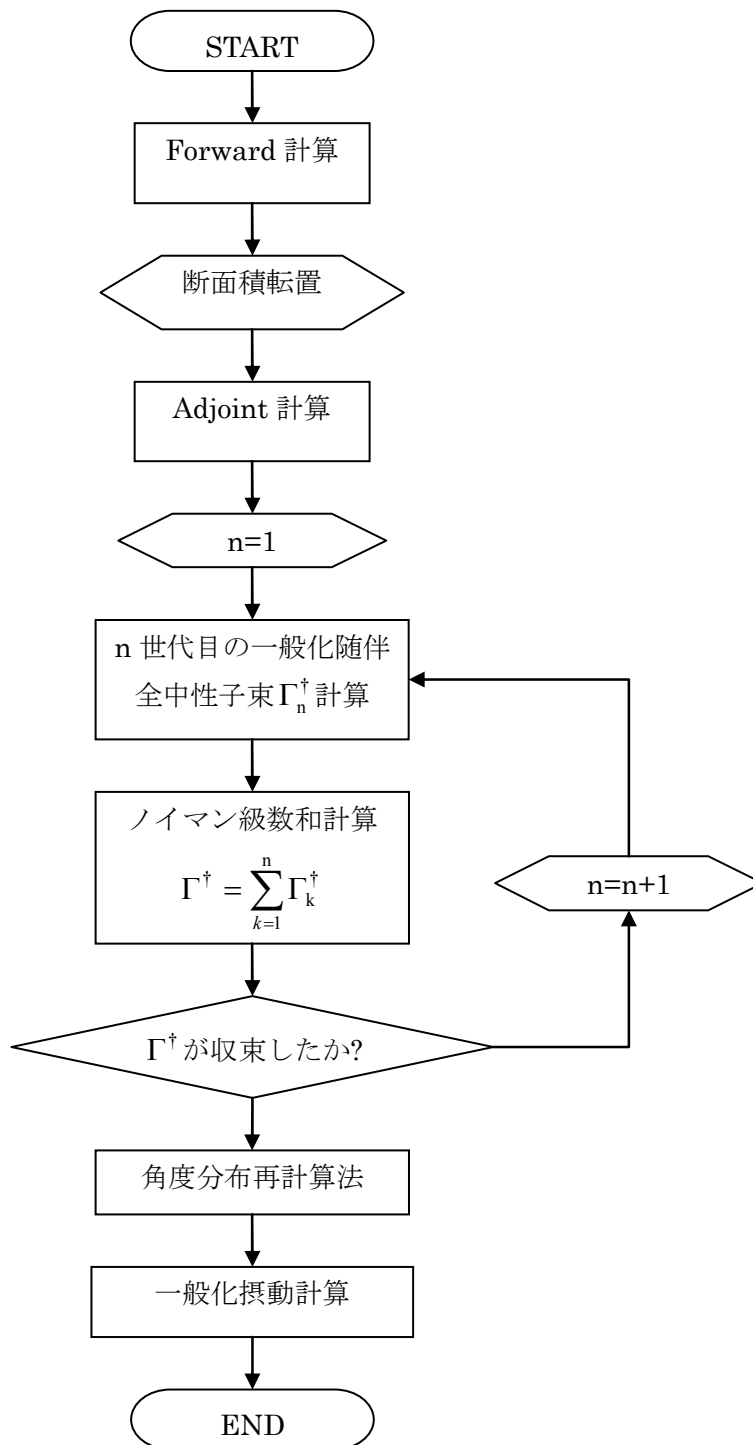 START
Forward 計算
断面積転置
Adjoint 計算
n=1
n 世代目の一般化随伴
全中性子束 Γ_n^† 計算
ノイマン級数和計算
Γ^† = ∑_{k=1}^{n} Γ_k^†
n=n+1
Γ^† が収束したか?
角度分布再計算法
一般化摂動計算
END